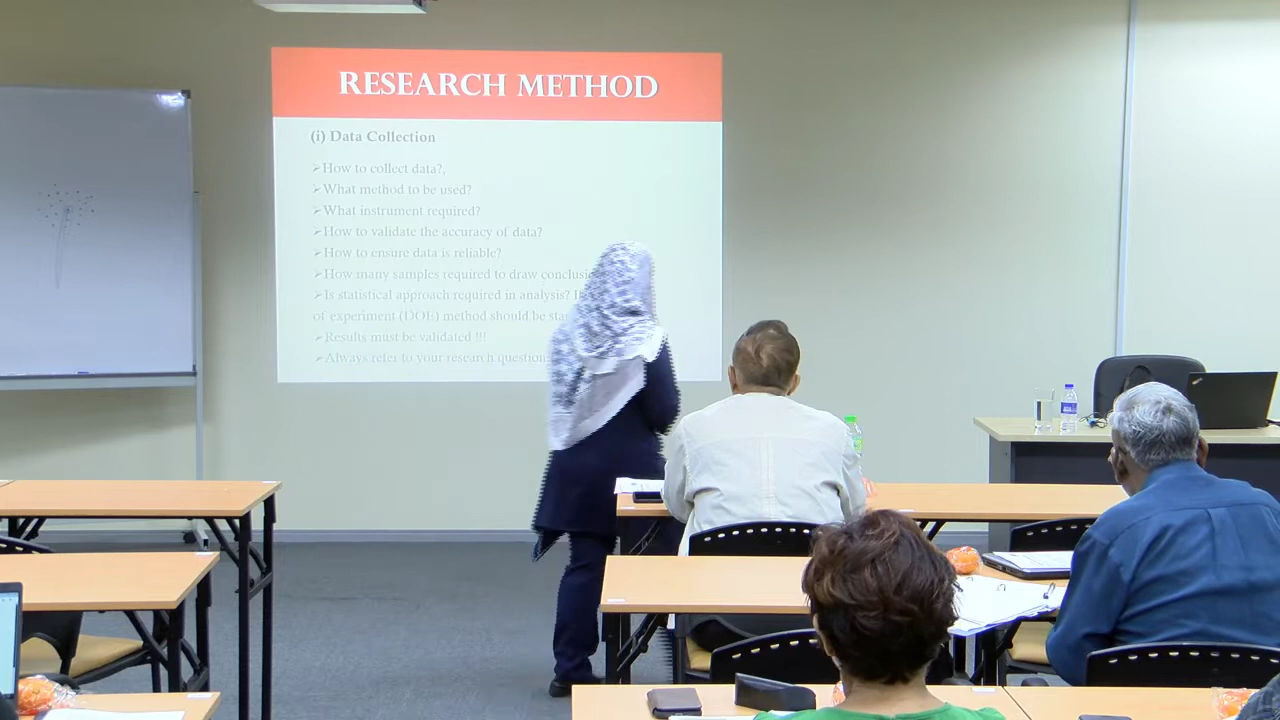 RESEARCH METHOD
(i) Data Collection
➢How to collect data?,
➢What method to be used?
➢What instrument required?
➢How to validate the accuracy of data?
➢How to ensure data is reliable?
➢How many samples required to draw
➢Is statistical approach required in analysis?
of experiment (DOE) method should be
➢Results must be validated !!!
➢Always refer to your research question